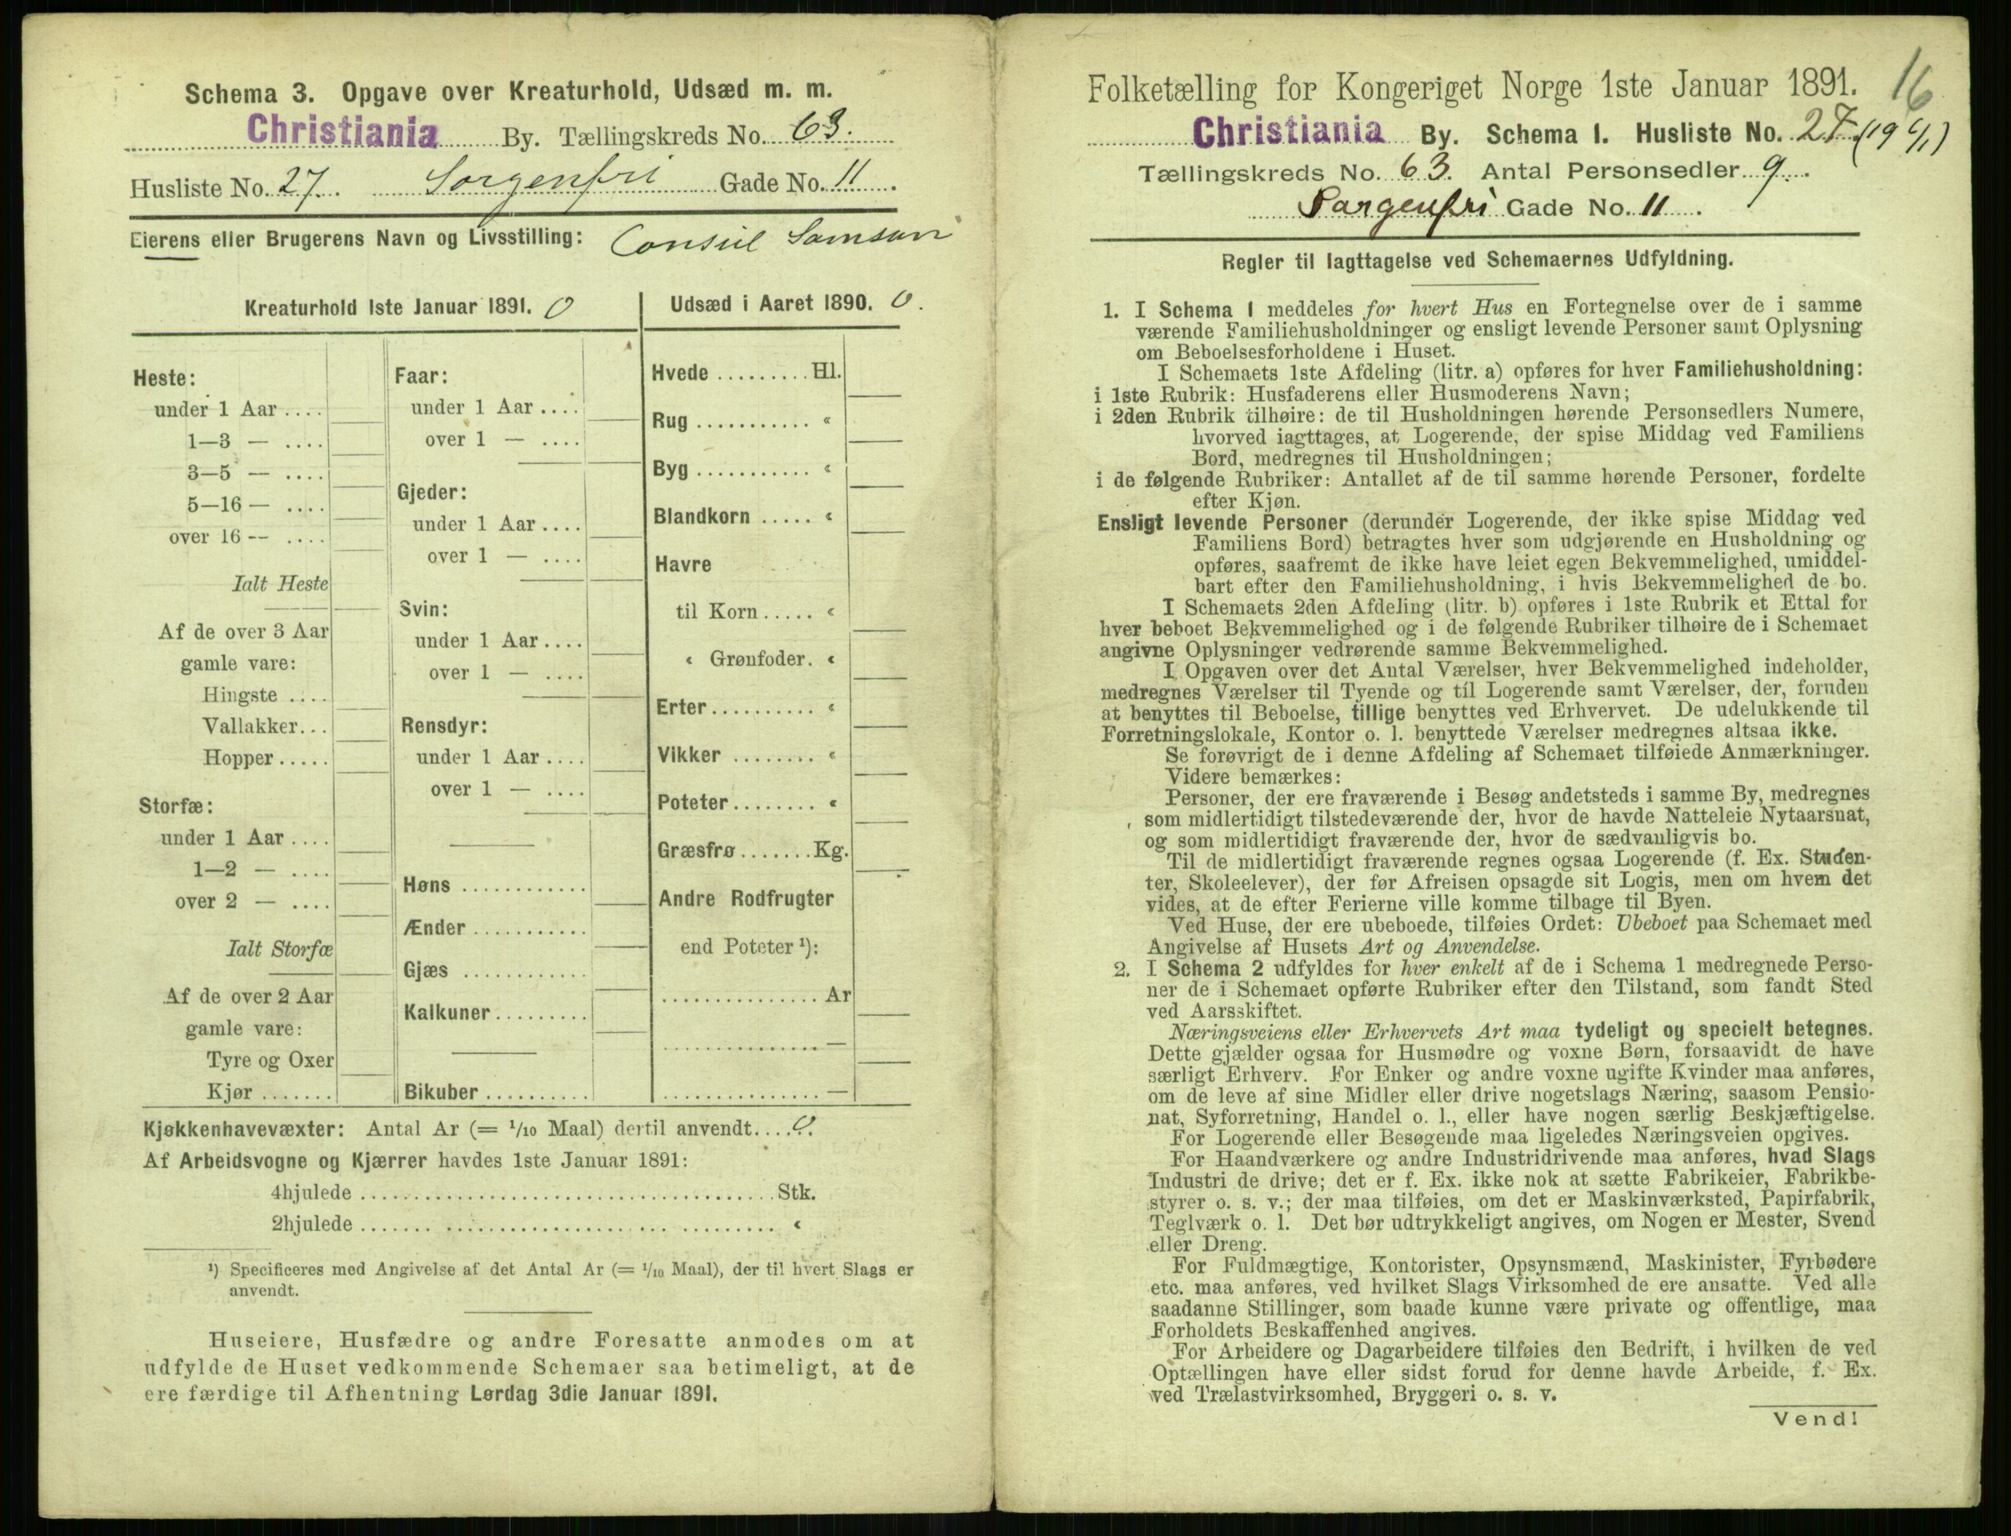 Schema 3. Opgave over Kreaturhold, Udsæd m. m.
Christiania By. Tællingskreds No. 63.
Husliste No. 27. Sorgenfri Gade No. 11.
Eierens eller Brugerens Navn og Livsstilling: Consul Samson
Kreaturhold 1ste Januar 1891. 0
Heste:
under 1 Aar ....
1—3 — ....
3—5 — ....
5—16 — ....
over 16 — ....
Ialt Heste
Af de over 3 Aar
gamle vare:
Hingste ....
Vallakker...
Hopper.....
Storfæ:
under 1 Aar ....
1—2 — ....
over 2 — ....
Ialt Storfæ
Af de over 2 Aar
gamle vare:
Tyre og Oxer
Kjør .......
Faar:
under 1 Aar ....
over 1 — ....
Gjeder:
under 1 Aar ....
over 1 — ....
Svin:
under 1 Aar ....
over 1 — ....
Rensdyr:
under 1 Aar ....
over 1 — ....
Høns ............
Ænder ...........
Gjæs ............
Kalkuner.........
Bikuber ..........
Udsæd i Aaret 1890. 0.
Hvede ......... Hl.
Rug ........... «
Byg ........... «
Blandkorn ..... «
Havre
til Korn ..... «
« Grønfoder. «
Erter .......... «
Vikker ........ «
Poteter ........ «
Græsfrø ....... Kg.
Andre Rodfrugter
end Poteter ¹):
............... Ar
............... —
............... —
Kjøkkenhavevæxter: Antal Ar (= 1/10 Maal) dertil anvendt.... 0.
Af Arbeidsvogne og Kjærrer havdes 1ste Januar 1891:
4hjulede ........................................ Stk.
2hjulede ........................................ «
¹) Specificeres med Angivelse af det Antal Ar (= 1/10 Maal), der til hvert Slags er
anvendt.
Huseiere, Husfædre og andre Foresatte anmodes om at
udfylde de Huset vedkommende Schemaer saa betimeligt, at de
ere færdige til Afhentning Lørdag 3die Januar 1891.
16
Folketælling for Kongeriget Norge 1ste Januar 1891.
Christiania By. Schema 1. Husliste No. 27
Tællingskreds No. 63. Antal Personsedler 9.
Sorgenfri Gade No. 11.
Regler til Iagttagelse ved Schemaernes Udfyldning.
1. I Schema 1 meddeles for hvert Hus en Fortegnelse over de i samme
værende Familiehusholdninger og ensligt levende Personer samt Oplysning
om Beboelsesforholdene i Huset.
I Schemaets 1ste Afdeling (litr. a) opføres for hver Familiehusholdning:
i 1ste Rubrik: Husfaderens eller Husmoderens Navn;
i 2den Rubrik tilhøire: de til Husholdningen hørende Personsedlers Numere,
hvorved iagttages, at Logerende, der spise Middag ved Familiens
Bord, medregnes til Husholdningen;
i de følgende Rubriker: Antallet af de til samme hørende Personer, fordelte
efter Kjøn.
Ensligt levende Personer (derunder Logerende, der ikke spise Middag ved
Familiens Bord) betragtes hver som udgjørende en Husholdning og
opføres, saafremt de ikke have leiet egen Bekvemmelighed, umiddel-
bart efter den Familiehusholdning, i hvis Bekvemmelighed de bo.
I Schemaets 2den Afdeling (litr. b) opføres i 1ste Rubrik et Ettal for
hver beboet Bekvemmelighed og i de følgende Rubriker tilhøire de i Schemaet
angivne Oplysninger vedrørende samme Bekvemmelighed.
I Opgaven over det Antal Værelser, hver Bekvemmelighed indeholder,
medregnes Værelser til Tyende og til Logerende samt Værelser, der, foruden
at benyttes til Beboelse, tillige benyttes ved Erhvervet. De udelukkende til
Forretningslokale, Kontor o. l. benyttede Værelser medregnes altsaa ikke.
Se forøvrigt de i denne Afdeling af Schemaet tilføiede Anmærkninger.
Videre bemærkes:
Personer, der ere fraværende i Besøg andetsteds i samme By, medregnes
som midlertidigt tilstedeværende der, hvor de havde Natteleie Nytaarsnat,
og som midlertidigt fraværende der, hvor de sædvanligvis bo.
Til de midlertidigt fraværende regnes ogsaa Logerende (f. Ex. Studen-
ter, Skoleelever), der før Afreisen opsagde sit Logis, men om hvem det
vides, at de efter Ferierne ville komme tilbage til Byen.
Ved Huse, der ere ubeboede, tilføies Ordet: Ubeboet paa Schemaet med
Angivelse af Husets Art og Anvendelse.
2. I Schema 2 udfyldes for hver enkelt af de i Schema 1 medregnede Perso-
ner de i Schemaet opførte Rubriker efter den Tilstand, som fandt Sted
ved Aarsskiftet.
Næringsveiens eller Erhvervets Art maa tydeligt og specielt betegnes.
Dette gjælder ogsaa for Husmødre og voxne Børn, forsaavidt de have
særligt Erhverv. For Enker og andre voxne ugifte Kvinder maa anføres,
om de leve af sine Midler eller drive nogetslags Næring, saasom Pensio-
nat, Syforretning, Handel o. l., eller have nogen særlig Beskjæftigelse.
For Logerende eller Besøgende maa ligeledes Næringsveien opgives.
For Haandværkere og andre Industridrivende maa anføres, hvad Slags
Industri de drive; det er f. Ex. ikke nok at sætte Fabrikeier, Fabrikbe-
styrer o. s. v.; der maa tilføies, om det er Maskinværksted, Papirfabrik,
Teglværk o. l. Det bør udtrykkeligt angives, om Nogen er Mester, Svend
eller Dreng.
For Fuldmægtige, Kontorister, Opsynsmænd, Maskinister, Fyrbødere
etc. maa anføres, ved hvilket Slags Virksomhed de ere ansatte. Ved alle
saadanne Stillinger, som baade kunne være private og offentlige, maa
Forholdets Beskaffenhed angives.
For Arbeidere og Dagarbeidere tilføies den Bedrift, i hvilken de ved
Optællingen have eller sidst forud for denne havde Arbeide, f. Ex.
ved Trælastvirksomhed, Bryggeri o. s. v.
Vend!